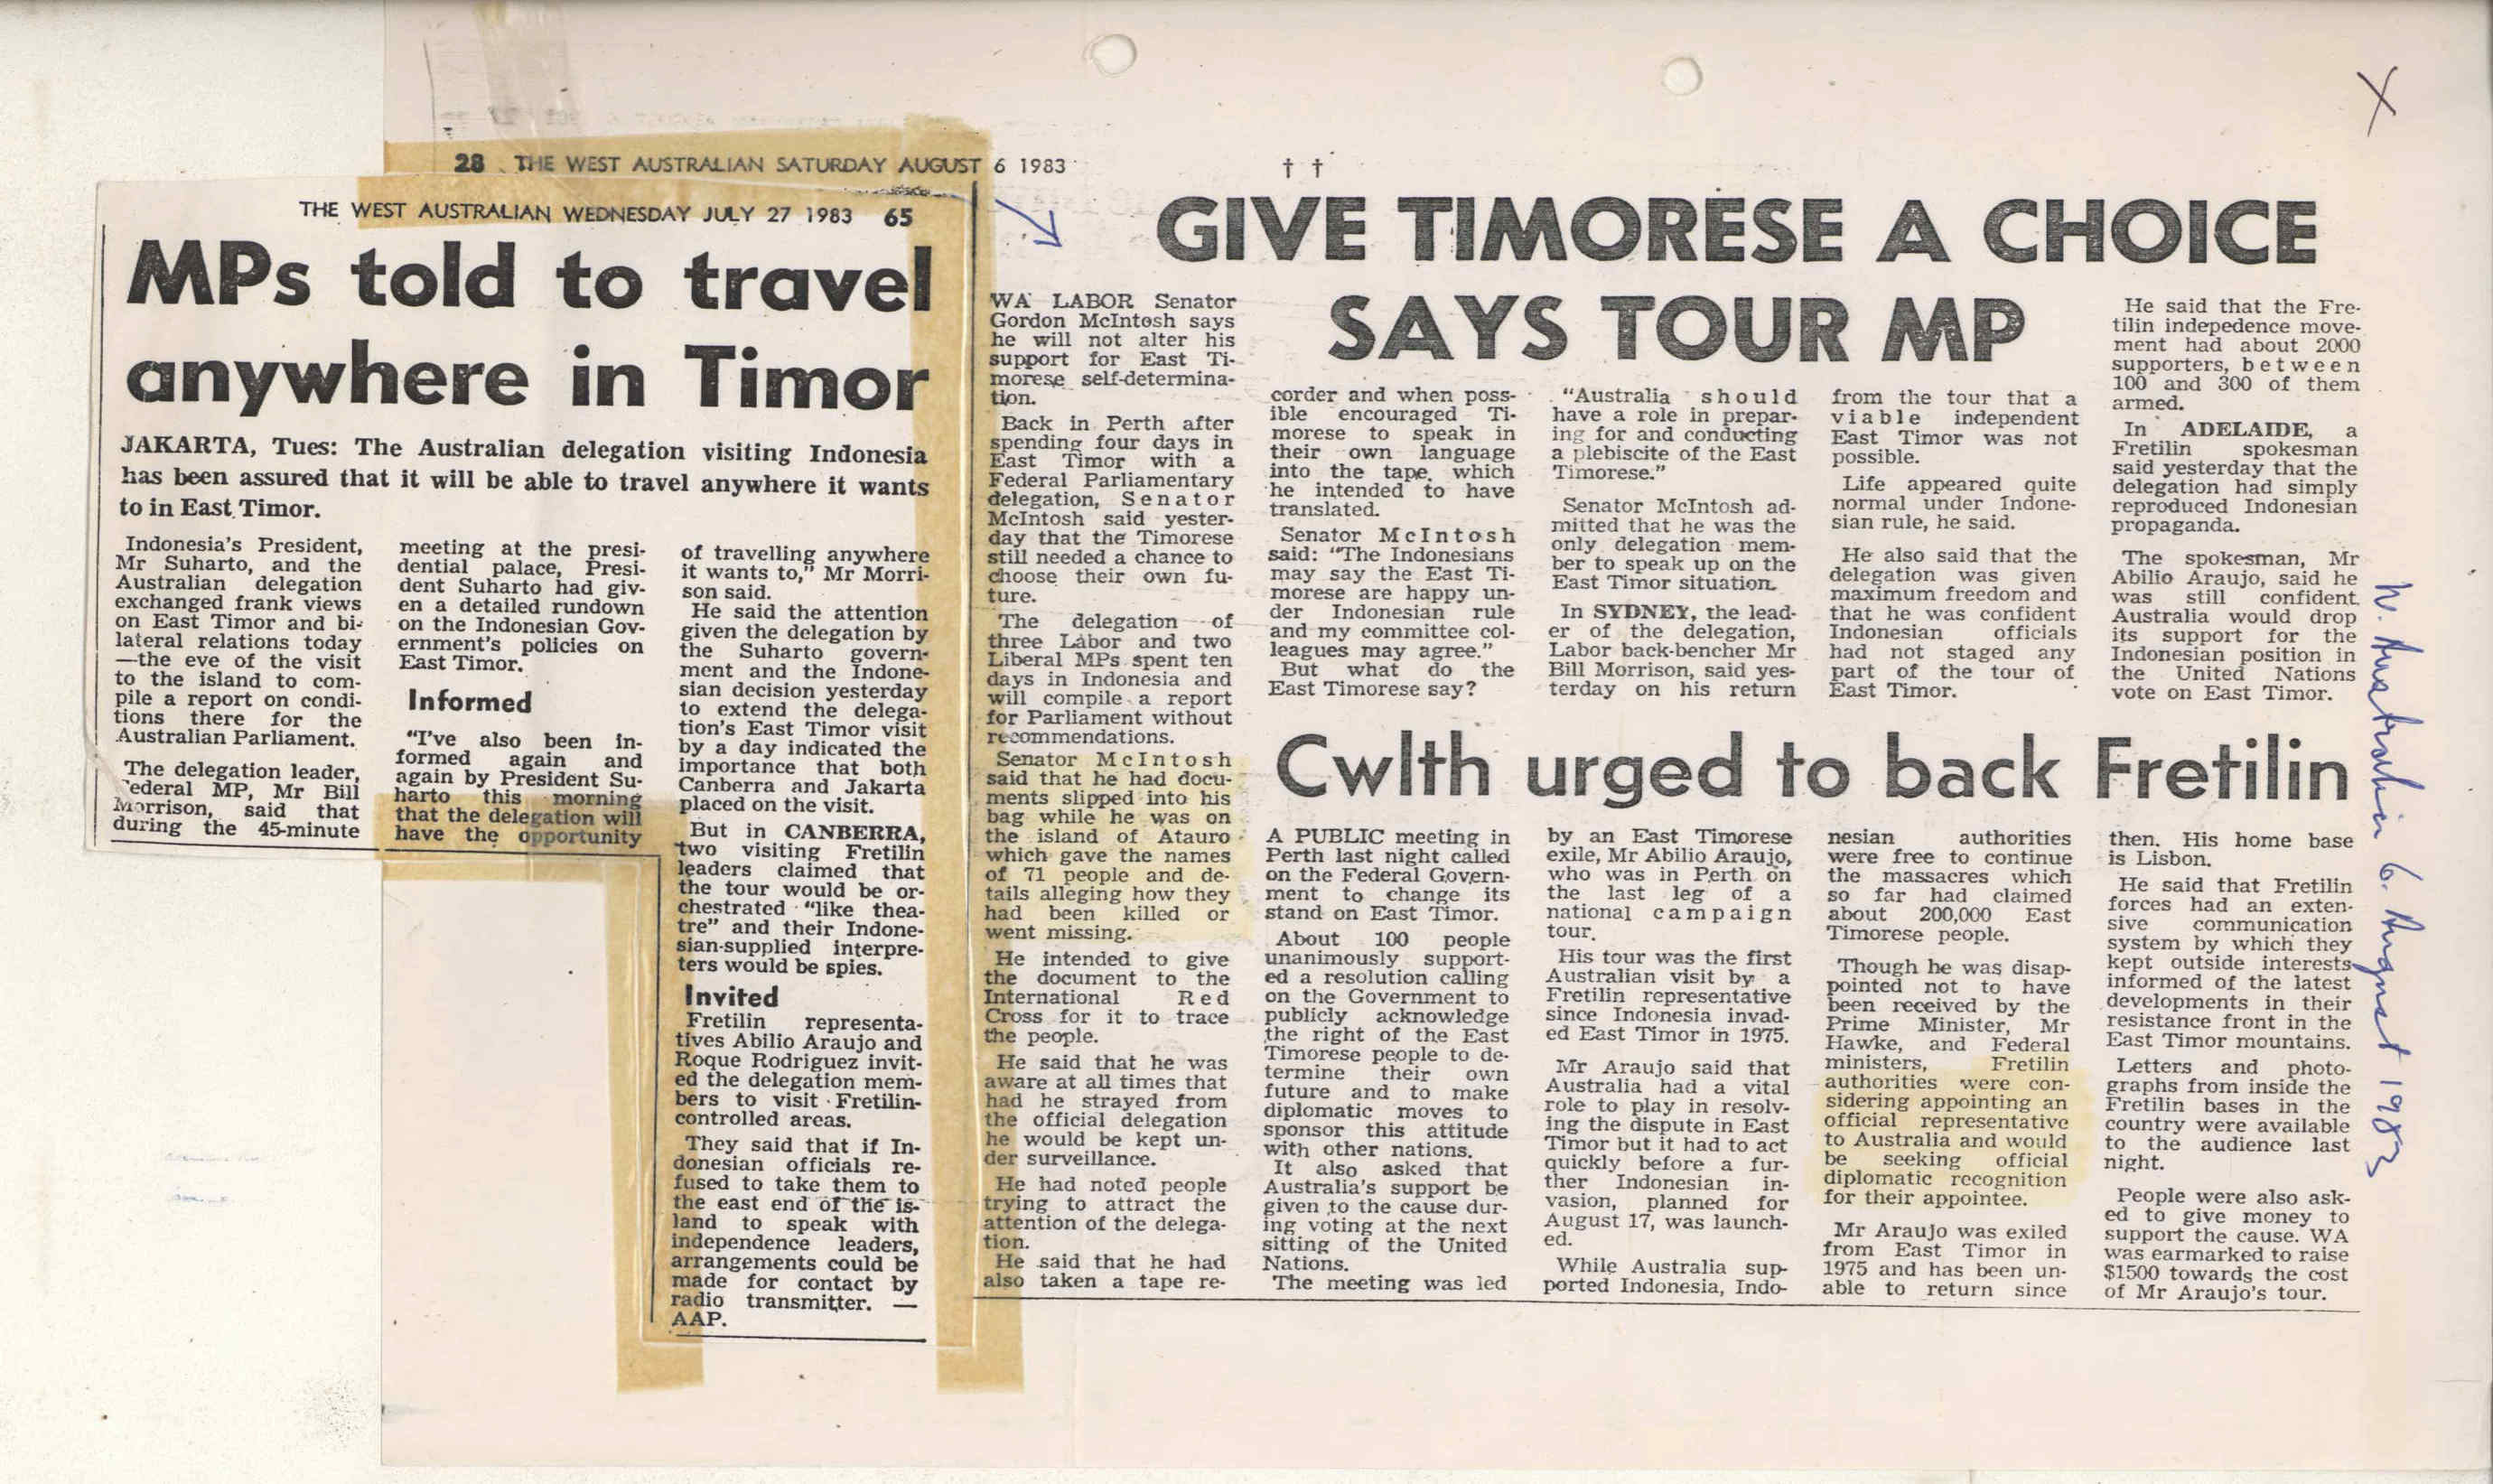 28 THE WEST AUSTRALIAN SATURDAY AUGUST 6 1983
† †
THE WEST AUSTRALIAN WEDNESDAY JULY 27 1983 65
MPs told to travel
anywhere in Timor
JAKARTA, Tues: The Australian delegation visiting Indonesia
has been assured that it will be able to travel anywhere it wants
to in East Timor.
Indonesia's President,
Mr Suharto, and the
Australian delegation
exchanged frank views
on East Timor and bi-
lateral relations today
—the eve of the visit
to the island to com-
pile a report on condi-
tions there for the
Australian Parliament.
The delegation leader,
Federal MP, Mr Bill
Morrison, said that
during the 45-minute
meeting at the presi-
dential palace, Presi-
dent Suharto had giv-
en a detailed rundown
on the Indonesian Gov-
ernment's policies on
East Timor.
Informed
"I've also been in-
formed again and
again by President Su-
harto this morning
that the delegation will
have the opportunity
of travelling anywhere
it wants to," Mr Morri-
son said.
He said the attention
given the delegation by
the Suharto govern-
ment and the Indone-
sian decision yesterday
to extend the delega-
tion's East Timor visit
by a day indicated the
importance that both
Canberra and Jakarta
placed on the visit.
But in CANBERRA,
two visiting Fretilin
leaders claimed that
the tour would be or-
chestrated "like thea-
tre" and their Indone-
sian-supplied interpre-
ters would be spies.
Invited
Fretilin representa-
tives Abilio Araujo and
Roque Rodriguez invit-
ed the delegation mem-
bers to visit Fretilin-
controlled areas.
They said that if In-
donesian officials re-
fused to take them to
the east end of the is-
land to speak with
independence leaders,
arrangements could be
made for contact by
radio transmitter. —
AAP.
GIVE TIMORESE A CHOICE
SAYS TOUR MP
WA LABOR Senator
Gordon McIntosh says
he will not alter his
support for East Ti-
morese self-determina-
tion.
Back in Perth after
spending four days in
East Timor with a
Federal Parliamentary
delegation, Senator
McIntosh said yester-
day that the Timorese
still needed a chance to
choose their own fu-
ture.
The delegation of
three Labor and two
Liberal MPs spent ten
days in Indonesia and
will compile a report
for Parliament without
recommendations.
Senator McIntosh
said that he had docu-
ments slipped into his
bag while he was on
the island of Atauro
which gave the names
of 71 people and de-
tails alleging how they
had been killed or
went missing.
He intended to give
the document to the
International Red
Cross for it to trace
the people.
He said that he was
aware at all times that
had he strayed from
the official delegation
he would be kept un-
der surveillance.
He had noted people
trying to attract the
attention of the delega-
tion.
He said that he had
also taken a tape re-
corder and when poss-
ible encouraged Ti-
morese to speak in
their own language
into the tape, which
he intended to have
translated.
Senator McIntosh
said: "The Indonesians
may say the East Ti-
morese are happy un-
der Indonesian rule
and my committee col-
leagues may agree."
But what do the
East Timorese say?
"Australia should
have a role in prepar-
ing for and conducting
a plebiscite of the East
Timorese."
Senator McIntosh ad-
mitted that he was the
only delegation mem-
ber to speak up on the
East Timor situation.
In SYDNEY, the lead-
er of the delegation,
Labor back-bencher Mr
Bill Morrison, said yes-
terday on his return
from the tour that a
viable independent
East Timor was not
possible.
Life appeared quite
normal under Indone-
sian rule, he said.
He also said that the
delegation was given
maximum freedom and
that he was confident
Indonesian officials
had not staged any
part of the tour of
East Timor.
He said that the Fre-
tilin indepedence move-
ment had about 2000
supporters, between
100 and 300 of them
armed.
In ADELAIDE, a
Fretilin spokesman
said yesterday that the
delegation had simply
reproduced Indonesian
propaganda.
The spokesman, Mr
Abilio Araujo, said he
was still confident
Australia would drop
its support for the
Indonesian position in
the United Nations
vote on East Timor.
Cwlth urged to back Fretilin
A PUBLIC meeting in
Perth last night called
on the Federal Govern-
ment to change its
stand on East Timor.
About 100 people
unanimously support-
ed a resolution calling
on the Government to
publicly acknowledge
the right of the East
Timorese people to de-
termine their own
future and to make
diplomatic moves to
sponsor this attitude
with other nations.
It also asked that
Australia's support be
given to the cause dur-
ing voting at the next
sitting of the United
Nations.
The meeting was led
by an East Timorese
exile, Mr Abilio Araujo,
who was in Perth on
the last leg of a
national campaign
tour.
His tour was the first
Australian visit by a
Fretilin representative
since Indonesia invad-
ed East Timor in 1975.
Mr Araujo said that
Australia had a vital
role to play in resolv-
ing the dispute in East
Timor but it had to act
quickly before a fur-
ther Indonesian in-
vasion, planned for
August 17, was launch-
ed.
While Australia sup-
ported Indonesia, Indo-
nesian authorities
were free to continue
the massacres which
so far had claimed
about 200,000 East
Timorese people.
Though he was disap-
pointed not to have
been received by the
Prime Minister, Mr
Hawke, and Federal
ministers, Fretilin
authorities were con-
sidering appointing an
official representative
to Australia and would
be seeking official
diplomatic recognition
for their appointee.
Mr Araujo was exiled
from East Timor in
1975 and has been un-
able to return since
then. His home base
is Lisbon.
He said that Fretilin
forces had an exten-
sive communication
system by which they
kept outside interests
informed of the latest
developments in their
resistance front in the
East Timor mountains.
Letters and photo-
graphs from inside the
Fretilin bases in the
country were available
to the audience last
night.
People were also ask-
ed to give money to
support the cause. WA
was earmarked to raise
$1500 towards the cost
of Mr Araujo's tour.
X
W. Australian 6. August 1983